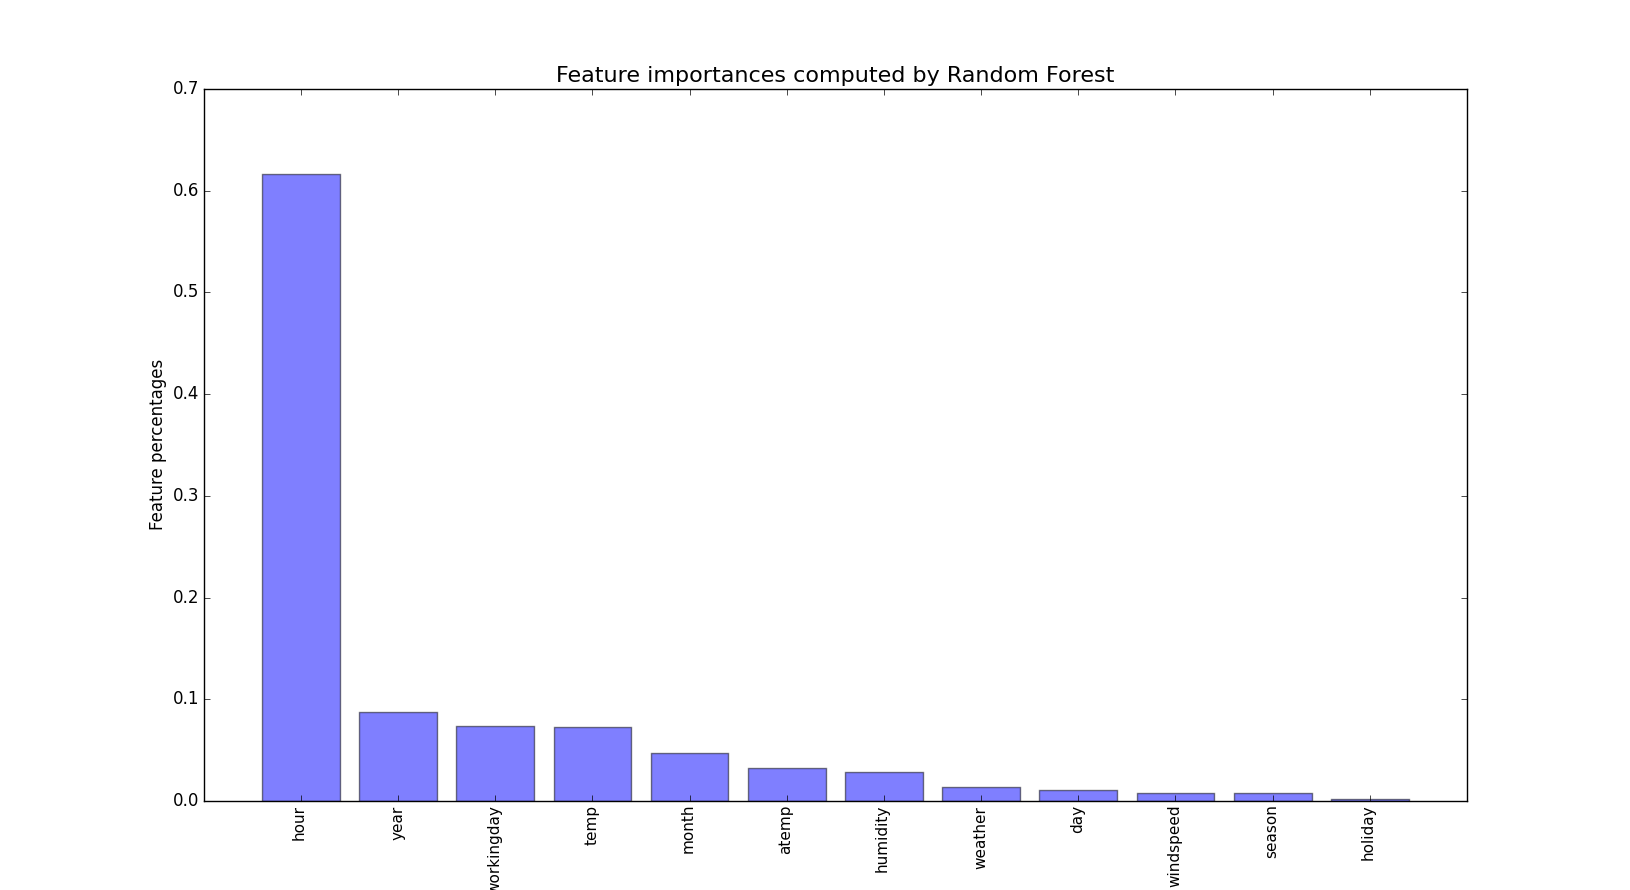 Feature importances computed by Random Forest
0.7
0.6
0.5
0.4
0.3
0.2
0.1
0.0
Feature percentages
hour
year
workingday
temp
month
atemp
humidity
weather
day
windspeed
season
holiday